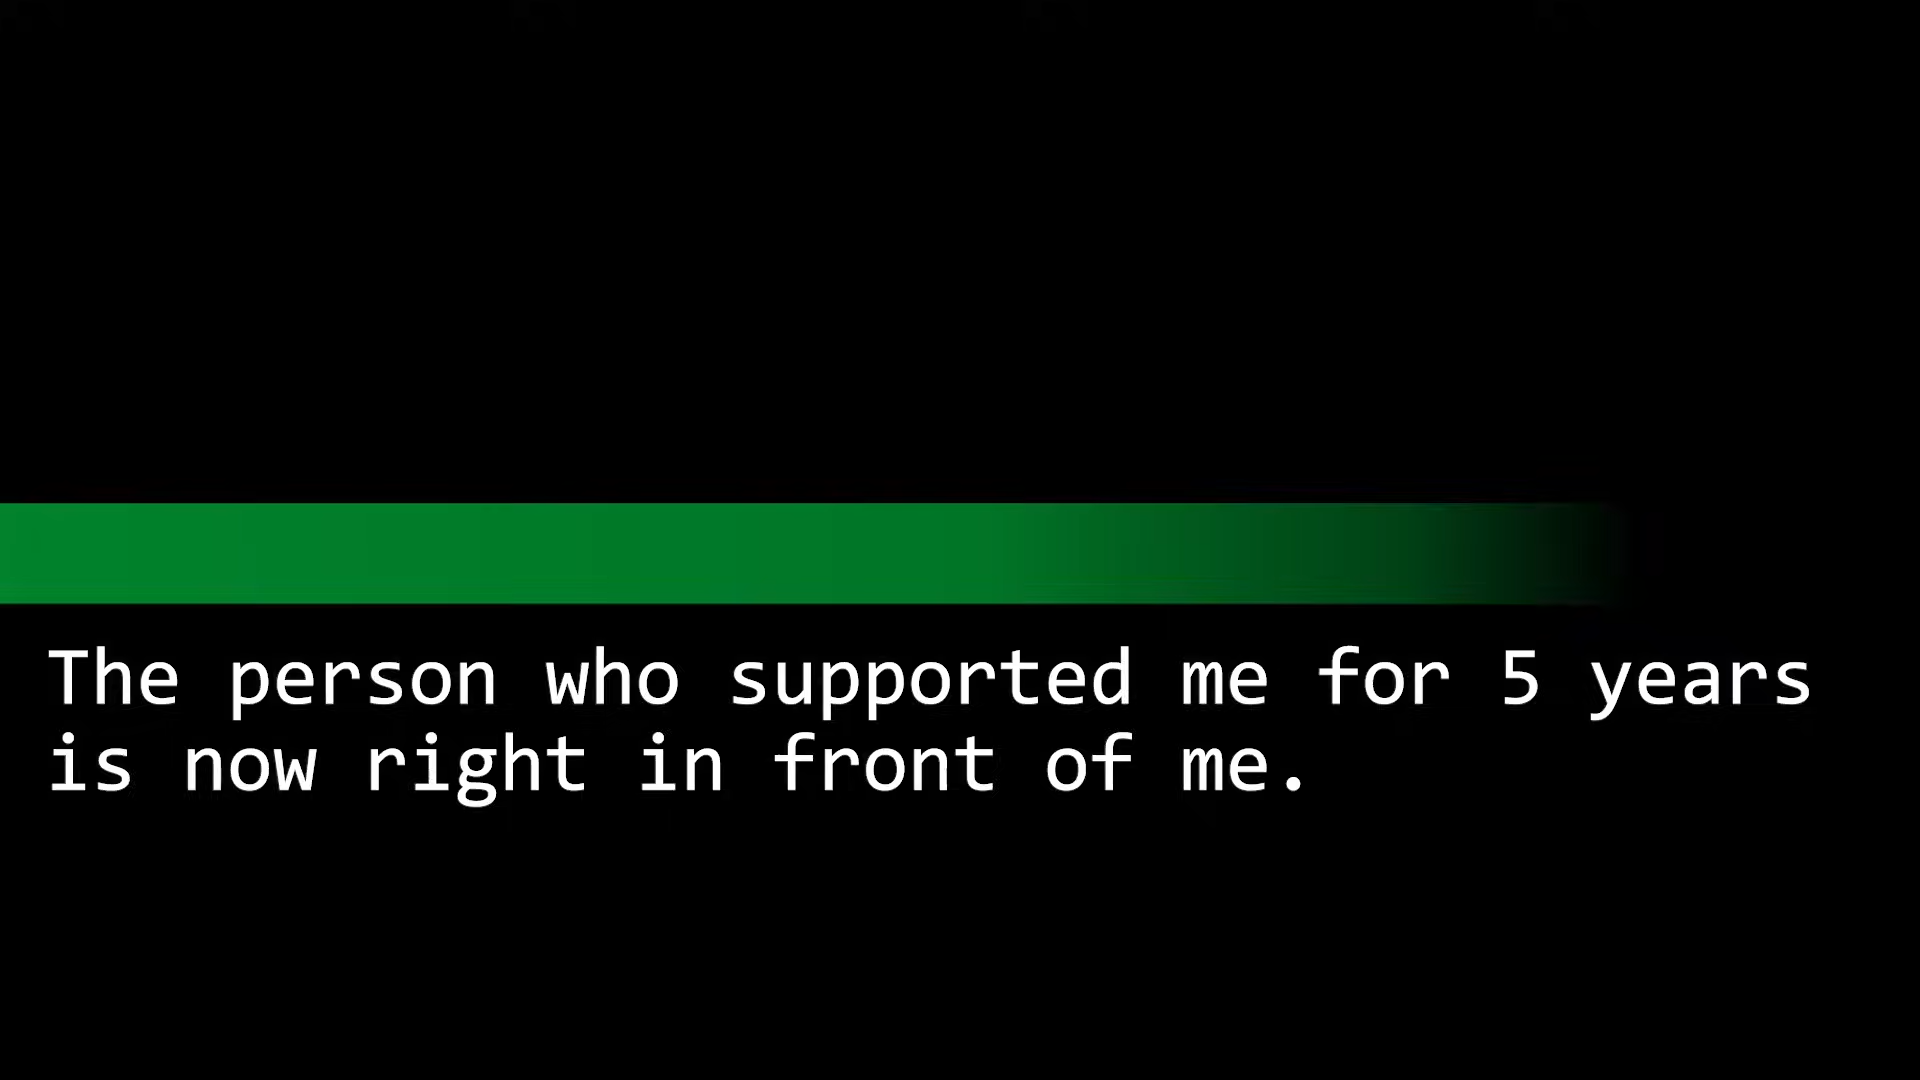 The person who supported me for 5 years
is now right in front of me.